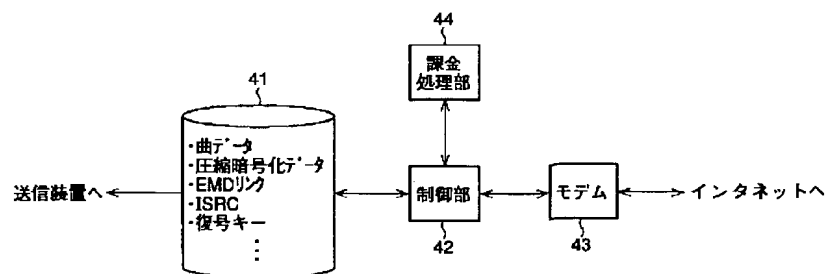 44
課金
処理部
41
・曲データ
・圧縮暗号化データ
・EMDリンク
・ISRC
・復号キー
⋮
送信装置へ
制御部
モデム
インタネットへ
42
43